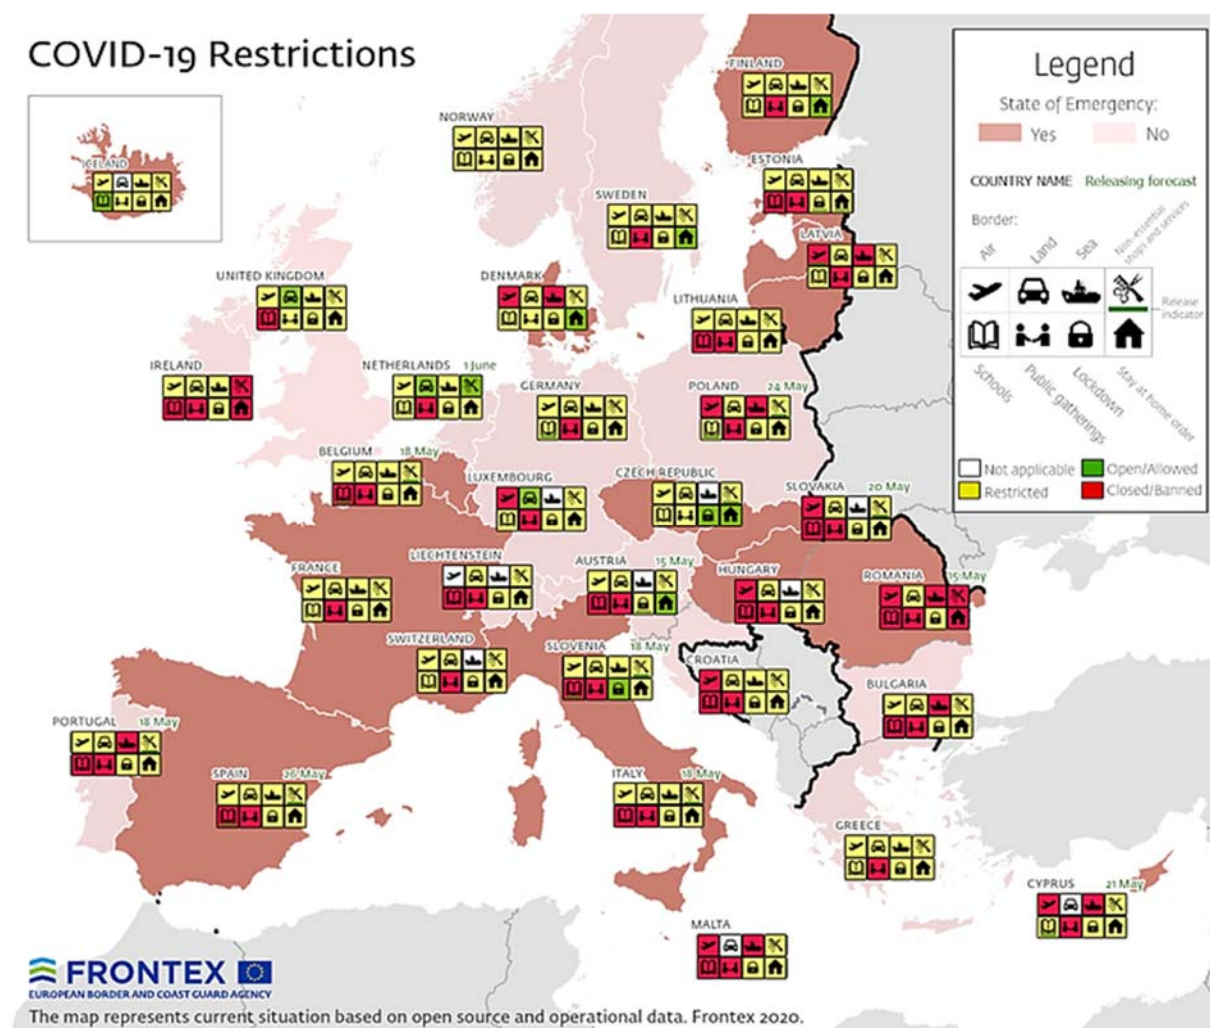 COVID-19 Restrictions
Legend
State of Emergency:
Yes
No
COUNTRY NAME Releasing forecast
Border:
Air
Land
Sea
Non-essential
shops and services
Release
indicator
Schools
Public gatherings
Lockdown
Stay at home order
Not applicable
Open/Allowed
Restricted
Closed/Banned
FINLAND
ICELAND
NORWAY
ESTONIA
SWEDEN
LATVIA
UNITED KINGDOM
DENMARK
LITHUANIA
IRELAND
NETHERLANDS 1 June
GERMANY
POLAND 24 May
BELGIUM 18 May
LUXEMBOURG
CZECH REPUBLIC
SLOVAKIA 20 May
LIECHTENSTEIN
AUSTRIA 15 May
FRANCE
HUNGARY
ROMANIA 15 May
SWITZERLAND
SLOVENIA 18 May
CROATIA
BULGARIA
PORTUGAL 18 May
SPAIN 26 May
ITALY 18 May
GREECE
CYPRUS 21 May
MALTA
FRONTEX
EUROPEAN BORDER AND COAST GUARD AGENCY
The map represents current situation based on open source and operational data. Frontex 2020.